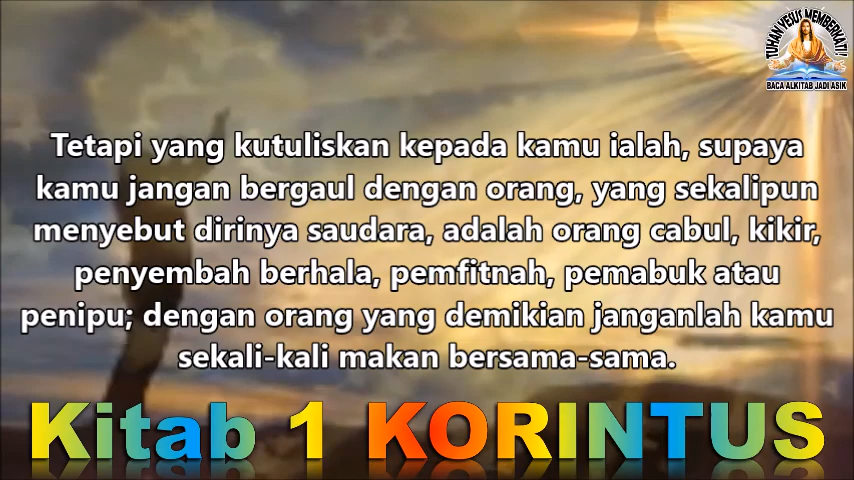 TUHAN YESUS MEMBERKATI!
BACA ALKITAB JADI ASIK
Tetapi yang kutuliskan kepada kamu ialah, supaya
kamu jangan bergaul dengan orang, yang sekalipun
menyebut dirinya saudara, adalah orang cabul, kikir,
penyembah berhala, pemfitnah, pemabuk atau
penipu; dengan orang yang demikian janganlah kamu
sekali-kali makan bersama-sama.
Kitab 1 KORINTUS